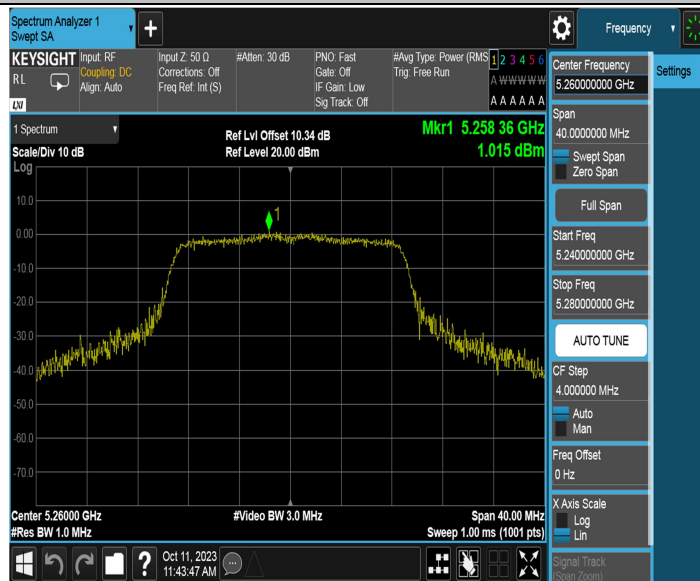 Spectrum Analyzer 1
Swept SA
+
Frequency
KEYSIGHT
RL
LXI
Input: RF
Coupling: DC
Align: Auto
Input Z: 50 Ω
Corrections: Off
Freq Ref: Int (S)
#Atten: 30 dB
PNO: Fast
Gate: Off
IF Gain: Low
Sig Track: Off
#Avg Type: Power (RMS
Trig: Free Run
1 2 3 4 5 6
A W W W W W
A A A A A A
Center Frequency
5.260000000 GHz
Settings
Span
40.0000000 MHz
Swept Span
Zero Span
Full Span
Start Freq
5.240000000 GHz
Stop Freq
5.280000000 GHz
AUTO TUNE
CF Step
4.000000 MHz
Auto
Man
Freq Offset
0 Hz
X Axis Scale
Log
Lin
Signal Track
(Span Zoom)
1 Spectrum
Scale/Div 10 dB
Log
Ref Lvl Offset 10.34 dB
Ref Level 20.00 dBm
Mkr1 5.258 36 GHz
1.015 dBm
1
10.0
0.00
-10.0
-20.0
-30.0
-40.0
-50.0
-60.0
-70.0
Center 5.26000 GHz
#Res BW 1.0 MHz
#Video BW 3.0 MHz
Span 40.00 MHz
Sweep 1.00 ms (1001 pts)
?
Oct 11, 2023
11:43:47 AM